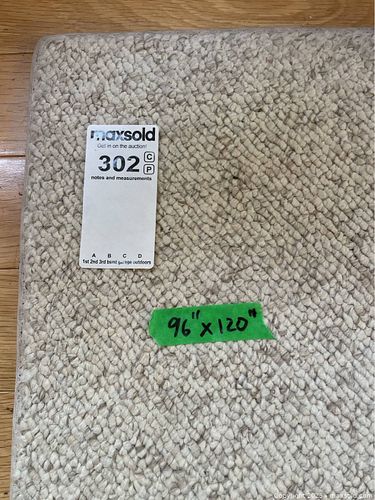 maxsold
Get in on the auction!
302 C
P
notes and measurements
A B C D
1st 2nd 3rd bsmt garage outdoors
96" x 120"
Copyright 2025 - maxsold.com